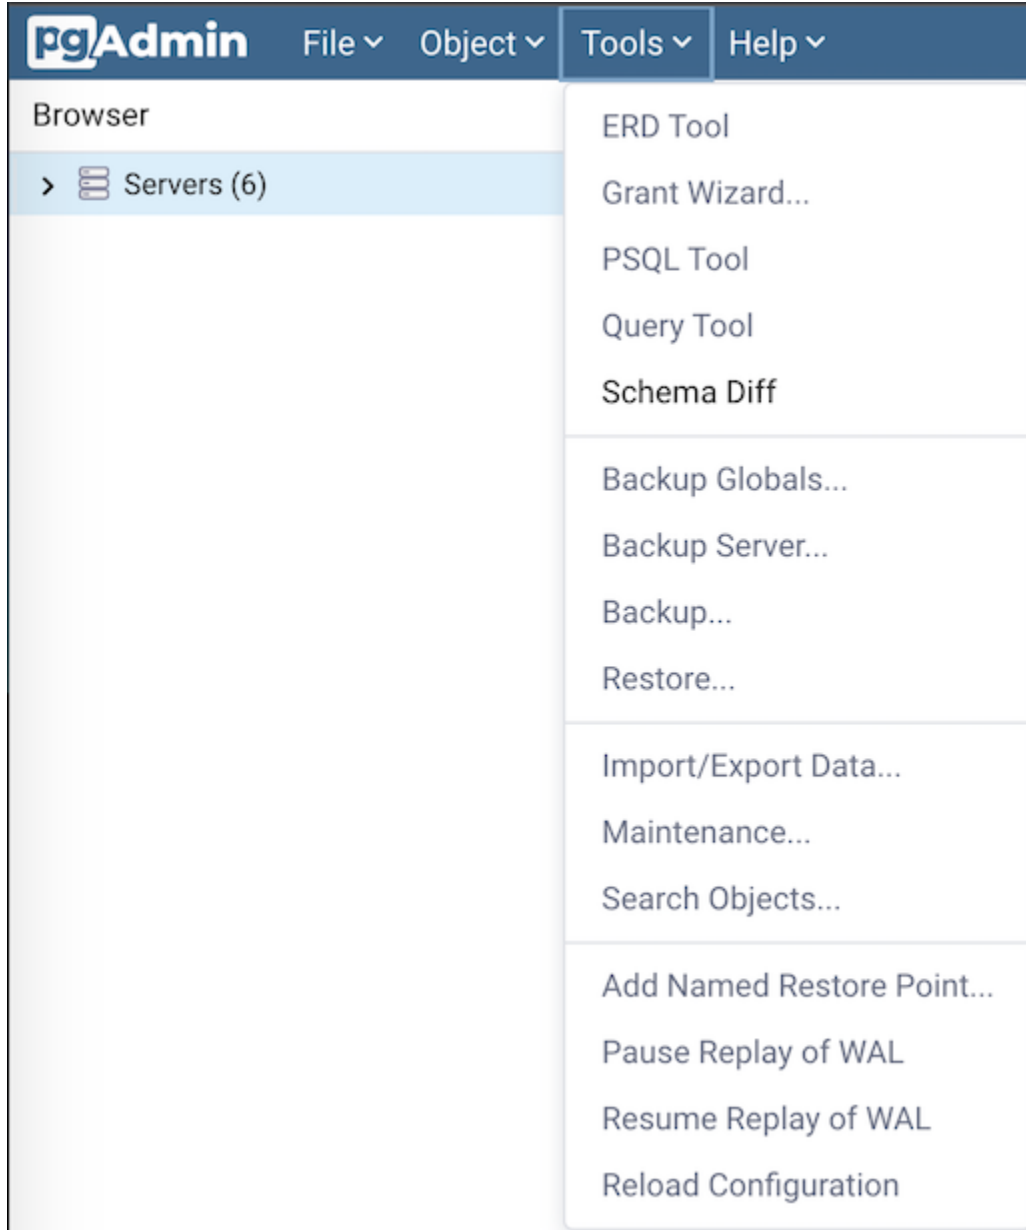 pgAdmin File Object Tools Help
Browser
Servers (6)
ERD Tool
Grant Wizard...
PSQL Tool
Query Tool
Schema Diff
Backup Globals...
Backup Server...
Backup...
Restore...
Import/Export Data...
Maintenance...
Search Objects...
Add Named Restore Point...
Pause Replay of WAL
Resume Replay of WAL
Reload Configuration